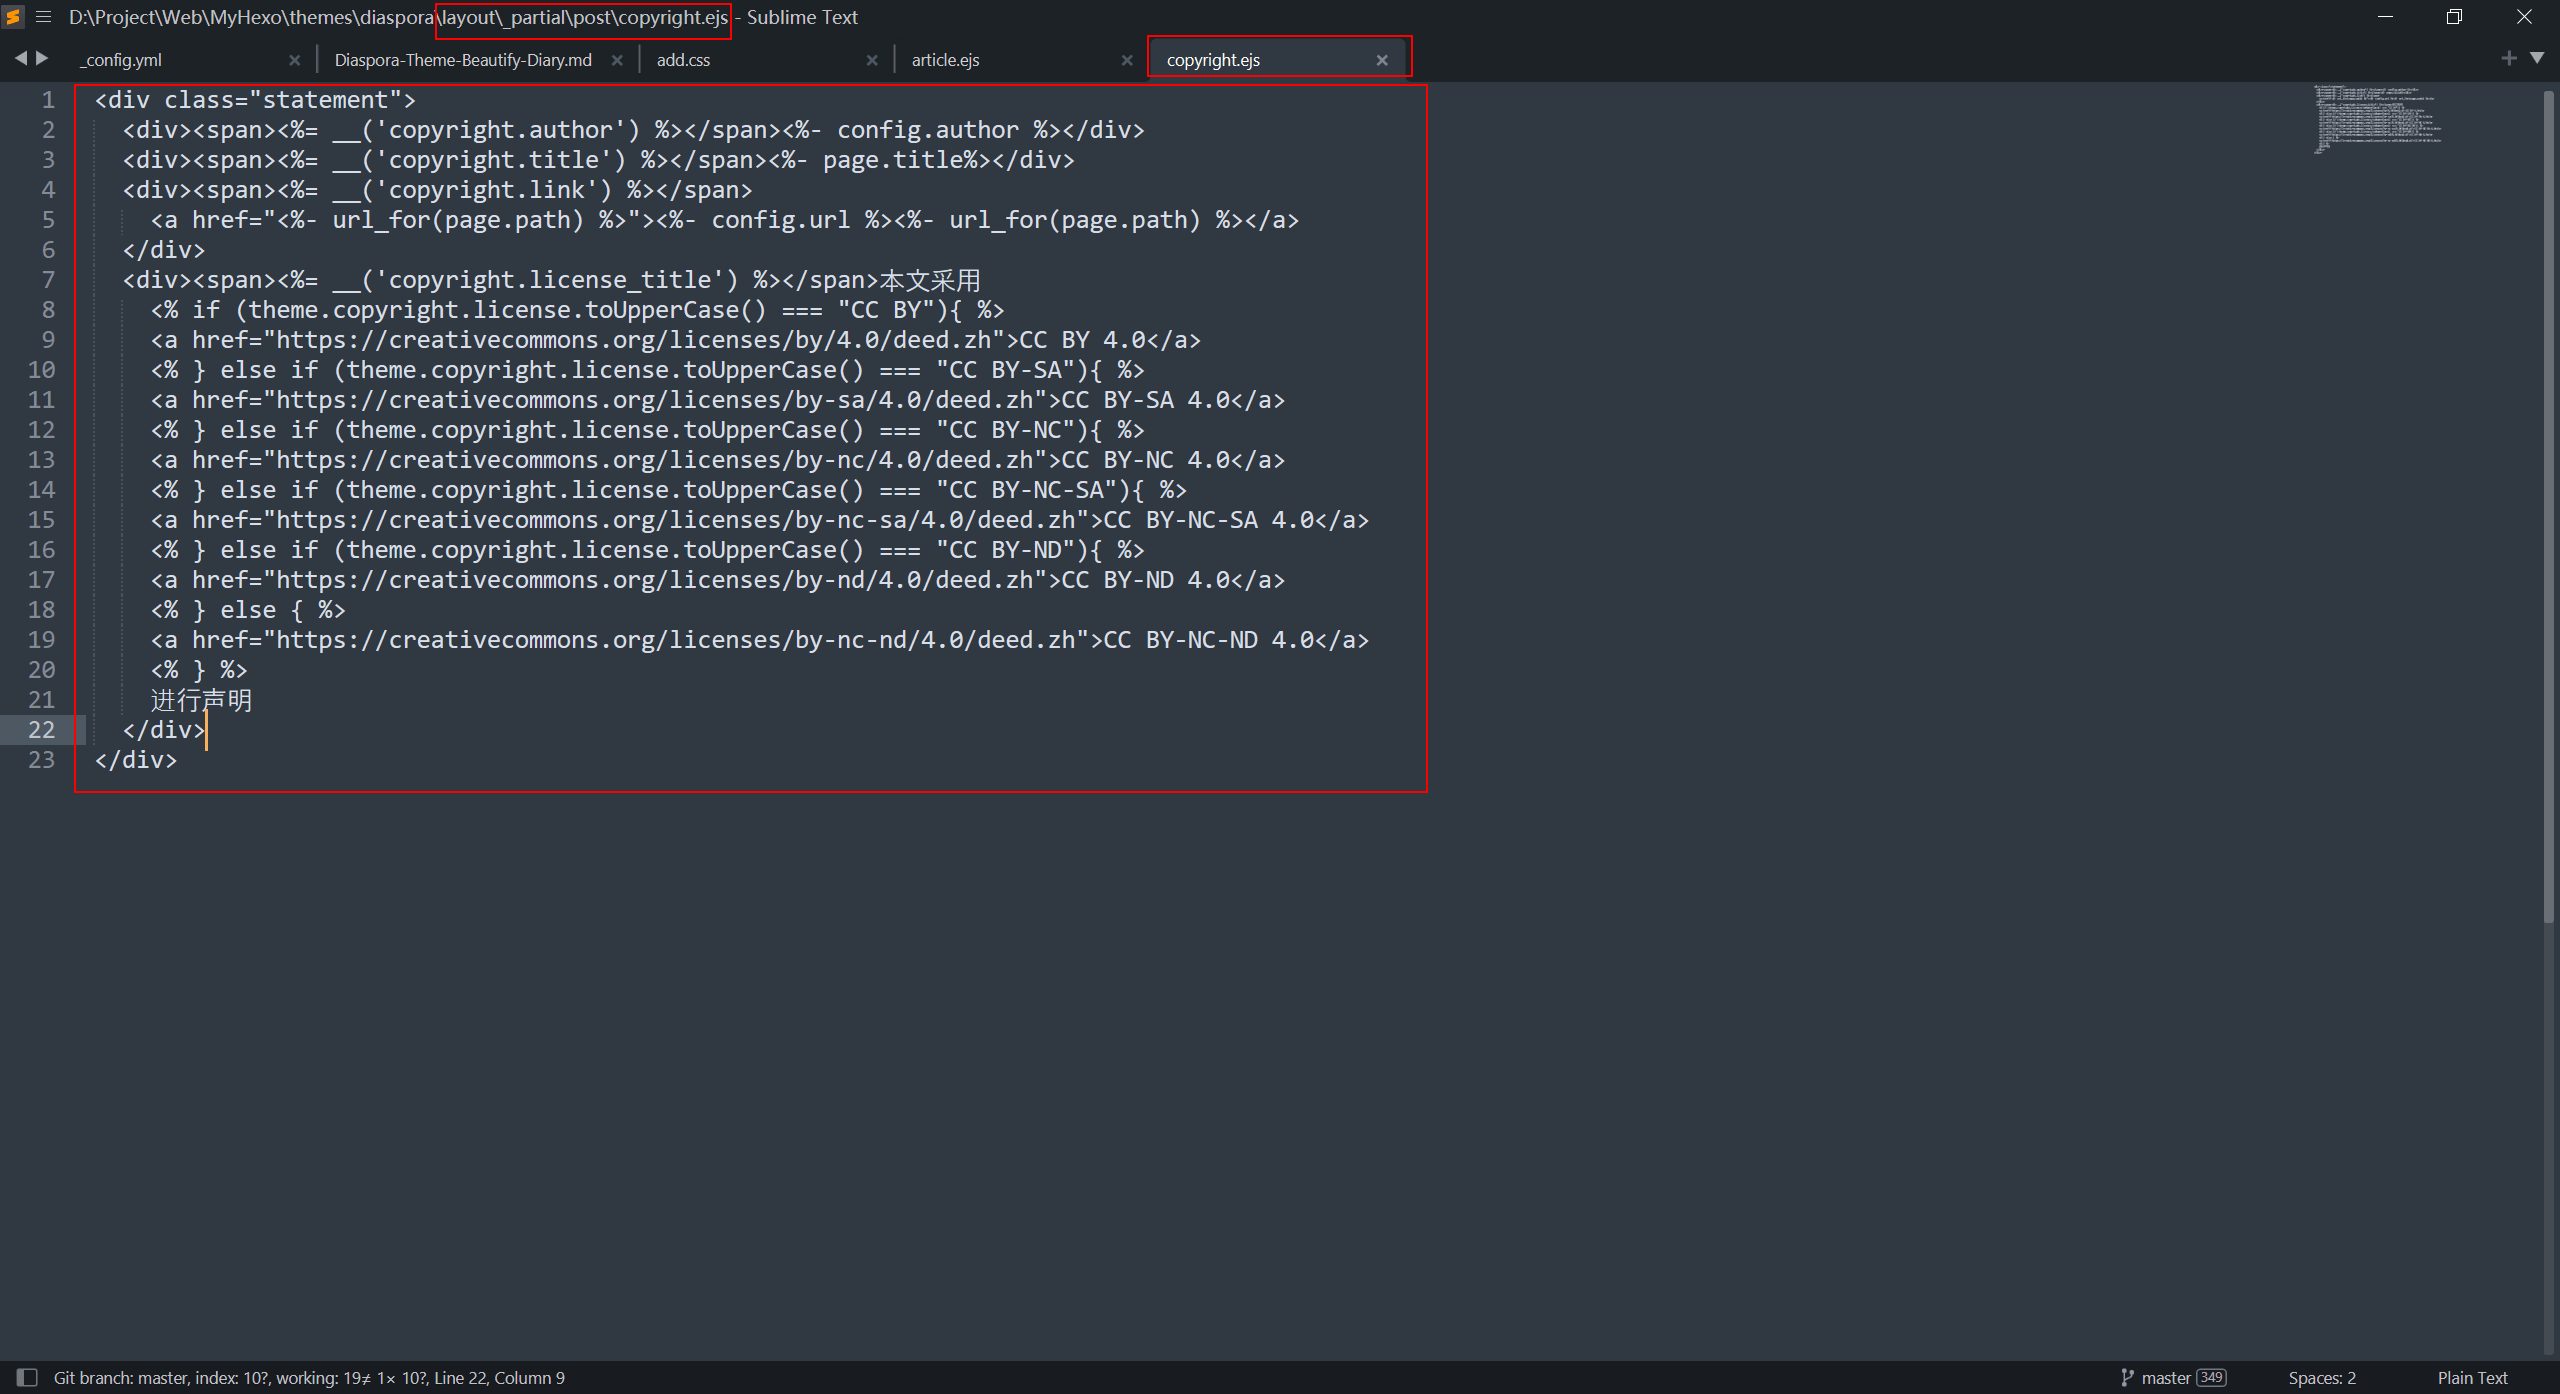 D:\Project\Web\MyHexo\themes\diaspora\layout\_partial\post\copyright.ejs - Sublime Text
_config.yml
Diaspora-Theme-Beautify-Diary.md
add.css
article.ejs
copyright.ejs
1 <div class="statement">
2 <div><span><%= __('copyright.author') %></span><%- config.author %></div>
3 <div><span><%= __('copyright.title') %></span><%- page.title%></div>
4 <div><span><%= __('copyright.link') %></span>
5 <a href="<%- url_for(page.path) %>"><%- config.url %><%- url_for(page.path) %></a>
6 </div>
7 <div><span><%= __('copyright.license_title') %></span>本文采用
8 <% if (theme.copyright.license.toUpperCase() === "CC BY"){ %>
9 <a href="https://creativecommons.org/licenses/by/4.0/deed.zh">CC BY 4.0</a>
10 <% } else if (theme.copyright.license.toUpperCase() === "CC BY-SA"){ %>
11 <a href="https://creativecommons.org/licenses/by-sa/4.0/deed.zh">CC BY-SA 4.0</a>
12 <% } else if (theme.copyright.license.toUpperCase() === "CC BY-NC"){ %>
13 <a href="https://creativecommons.org/licenses/by-nc/4.0/deed.zh">CC BY-NC 4.0</a>
14 <% } else if (theme.copyright.license.toUpperCase() === "CC BY-NC-SA"){ %>
15 <a href="https://creativecommons.org/licenses/by-nc-sa/4.0/deed.zh">CC BY-NC-SA 4.0</a>
16 <% } else if (theme.copyright.license.toUpperCase() === "CC BY-ND"){ %>
17 <a href="https://creativecommons.org/licenses/by-nd/4.0/deed.zh">CC BY-ND 4.0</a>
18 <% } else { %>
19 <a href="https://creativecommons.org/licenses/by-nc-nd/4.0/deed.zh">CC BY-NC-ND 4.0</a>
20 <% } %>
21 进行声明
22 </div>
23 </div>
Git branch: master, index: 10?, working: 19≠ 1× 10?, Line 22, Column 9
master 349
Spaces: 2
Plain Text